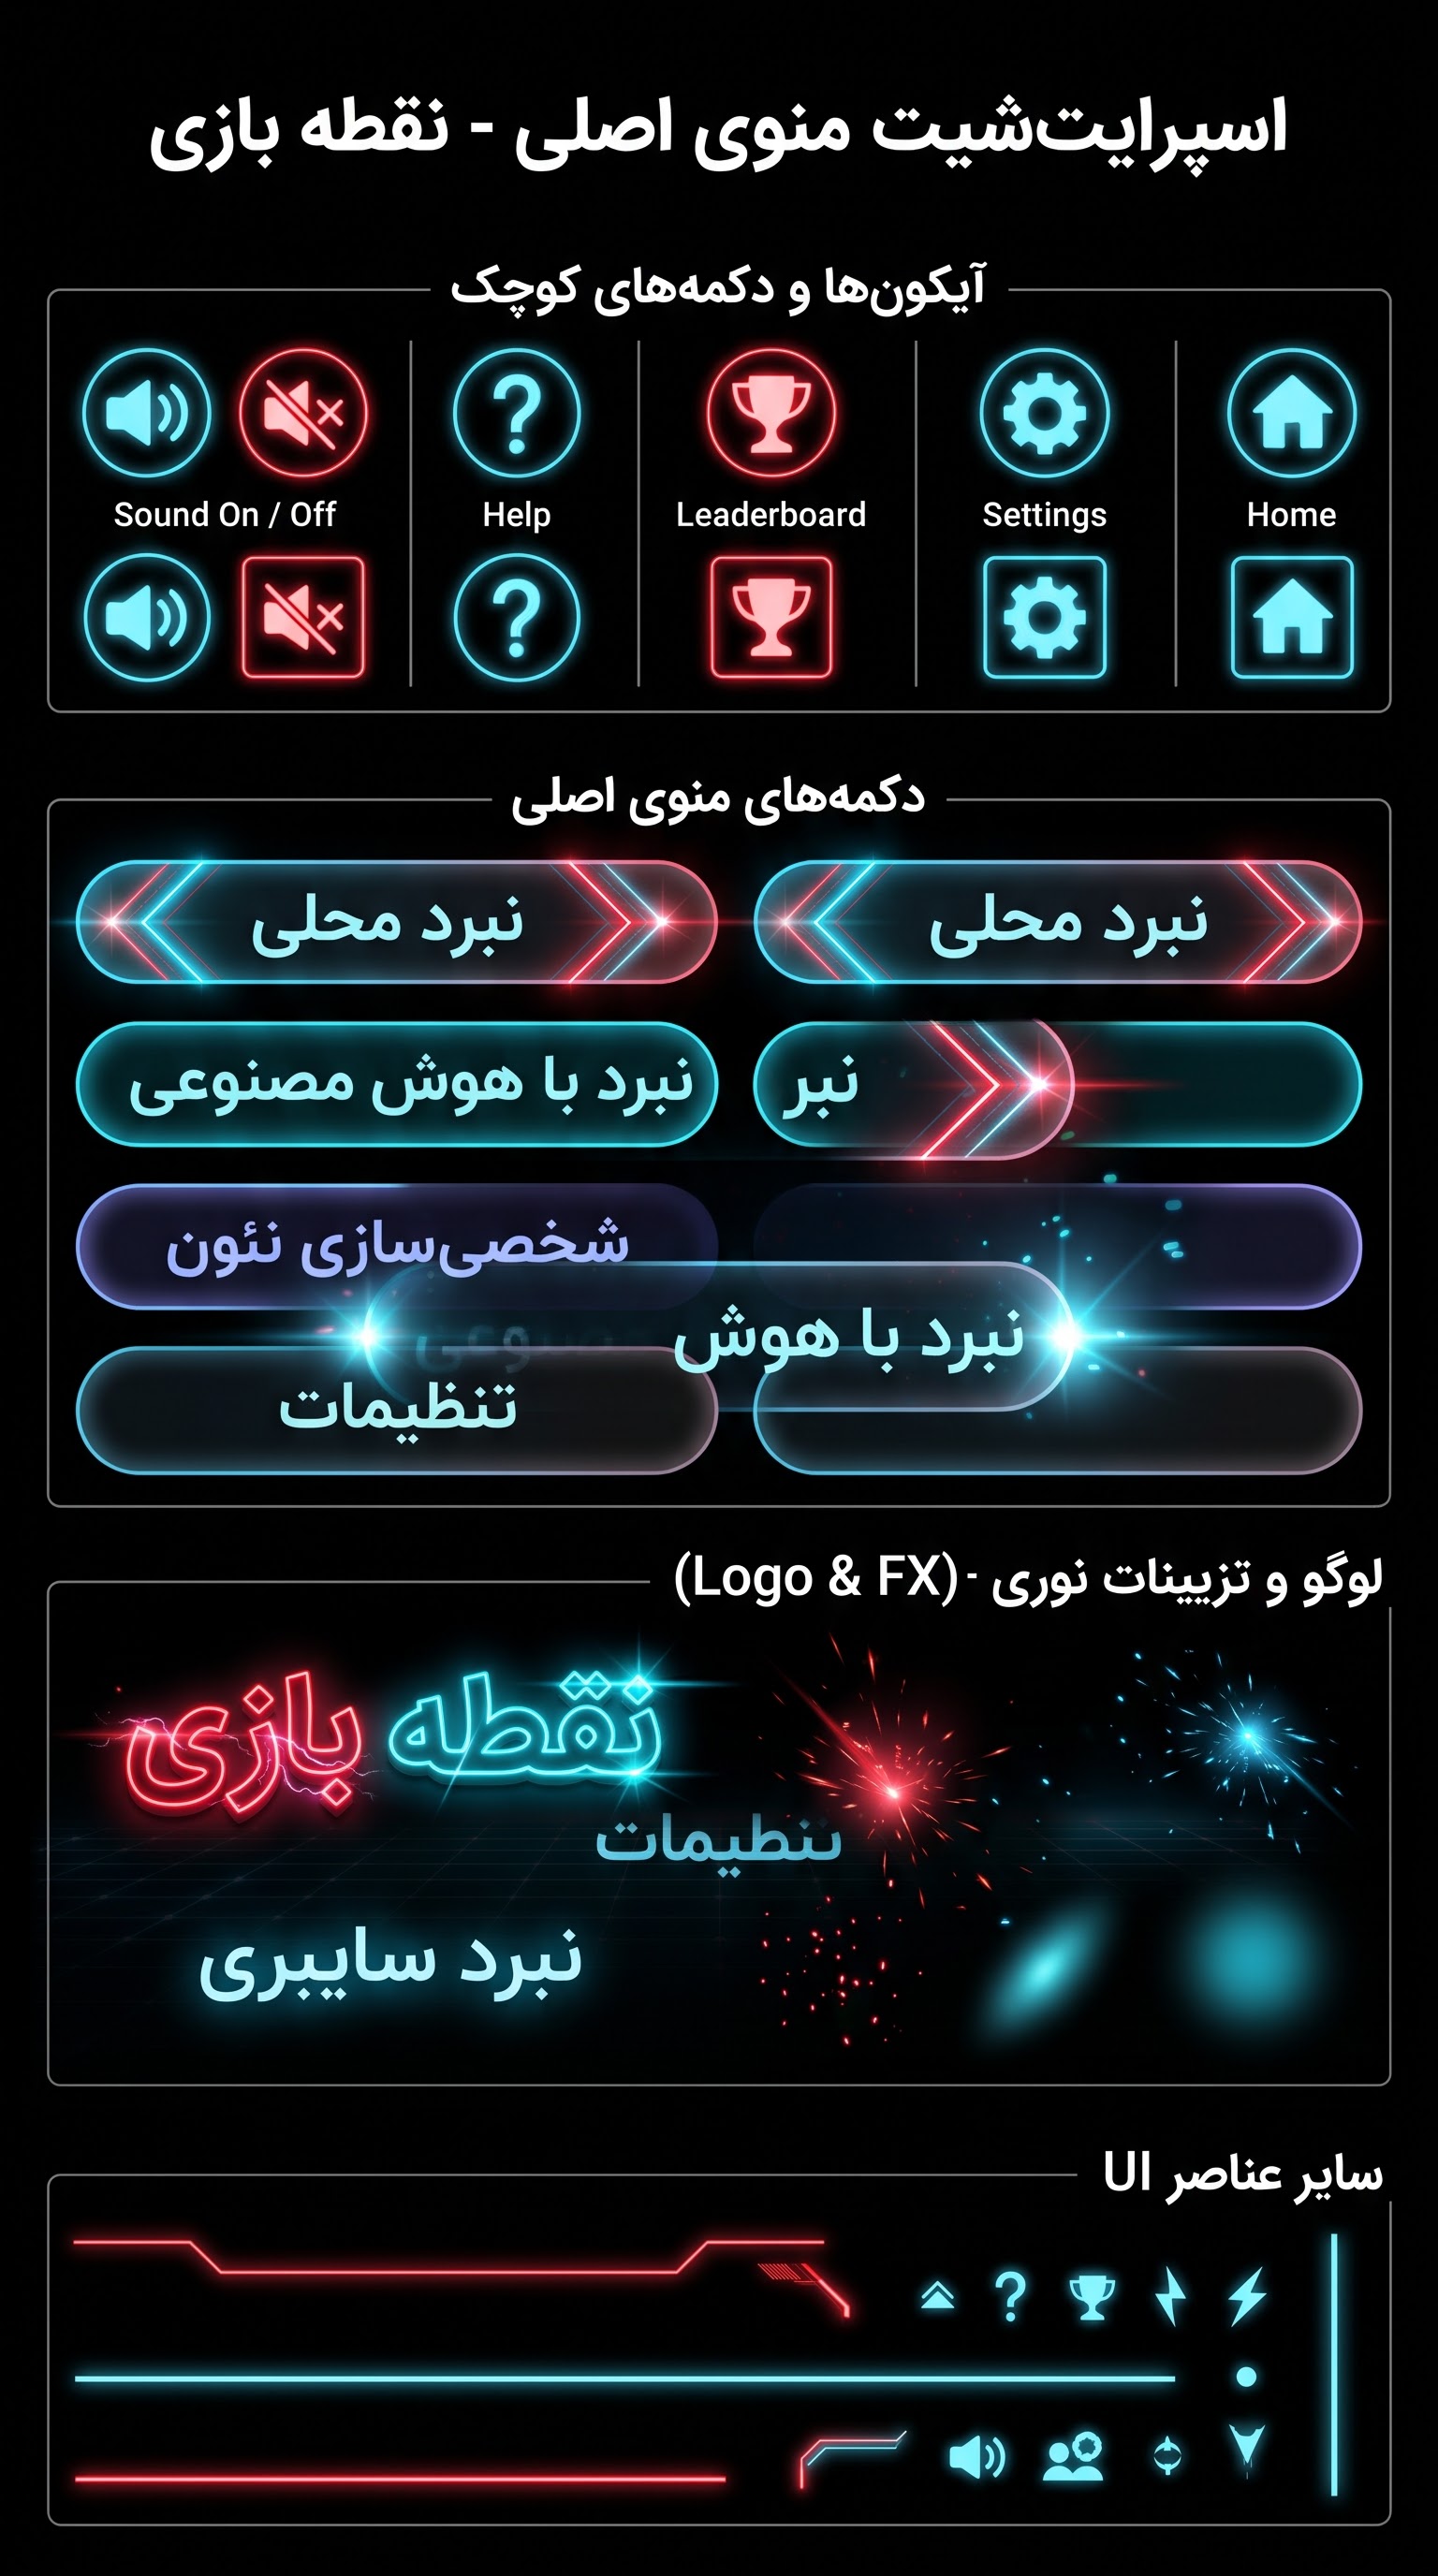 اسپرایت‌شیت منوی اصلی - نقطه بازی
آیکون‌ها و دکمه‌های کوچک
Sound On / Off
Help
Leaderboard
Settings
Home
دکمه‌های منوی اصلی
نبرد محلی
نبرد محلی
نبر
نبرد با هوش مصنوعی
شخصی‌سازی نئون
نبرد با هوش
تنظیمات
لوگو و تزیینات نوری - (Logo & FX)
نقطه بازی
نبرد سایبری
سایر عناصر UI